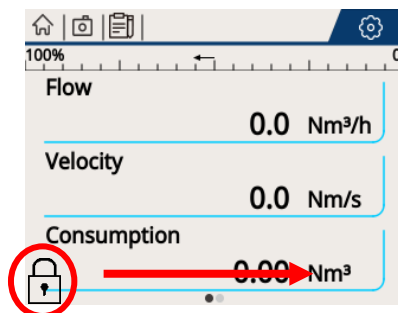 100% 0
Flow
0.0 Nm³/h
Velocity
0.0 Nm/s
Consumption
0.00 Nm³